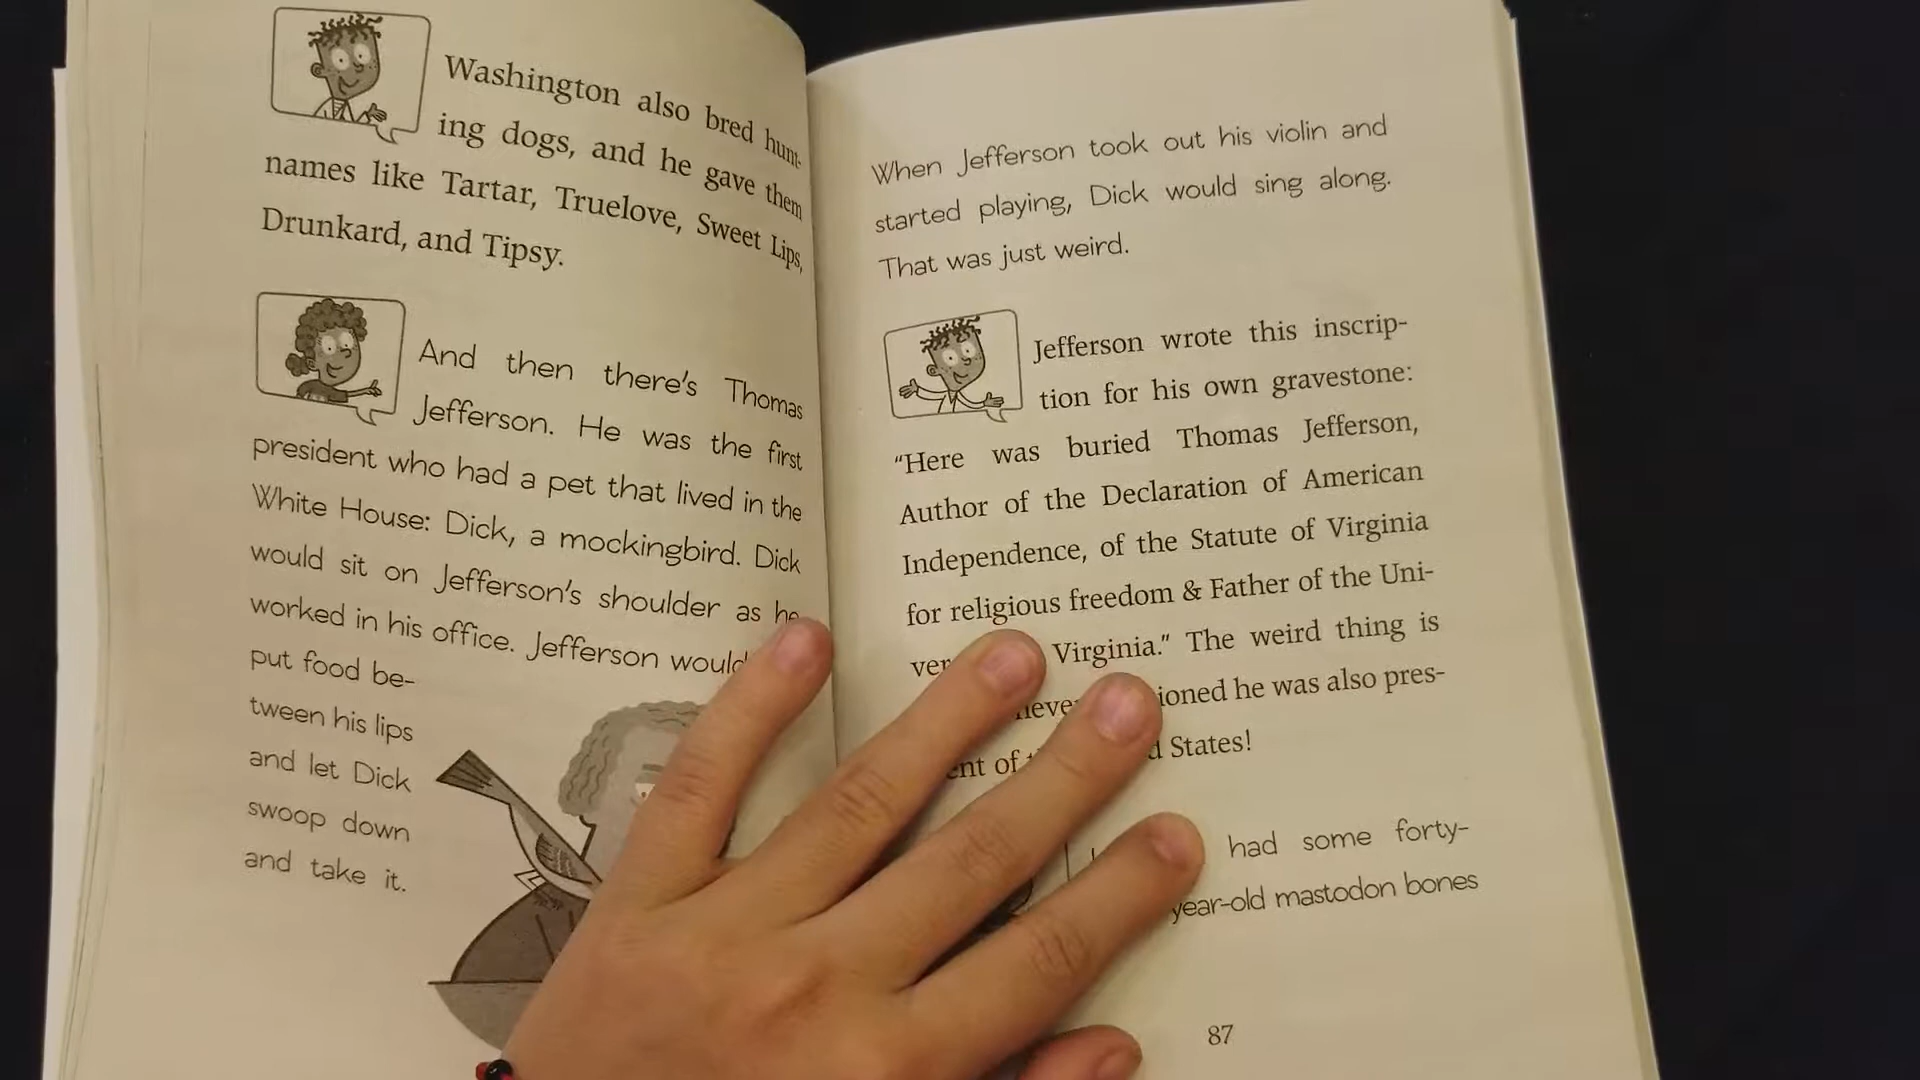 Washington also bred hunt-
ing dogs, and he gave them
names like Tartar, Truelove, Sweet Lips,
Drunkard, and Tipsy.
And then there's Thomas
Jefferson. He was the first
president who had a pet that lived in the
White House: Dick, a mockingbird. Dick
would sit on Jefferson's shoulder as he
worked in his office. Jefferson would
put food be-
tween his lips
and let Dick
swoop down
and take it.
When Jefferson took out his violin and
started playing, Dick would sing along.
That was just weird.
Jefferson wrote this inscrip-
tion for his own gravestone:
“Here was buried Thomas Jefferson,
Author of the Declaration of American
Independence, of the Statute of Virginia
for religious freedom & Father of the Uni-
ver Virginia.” The weird thing is
ioned he was also pres-
ent of States!
had some forty-
year-old mastodon bones
87